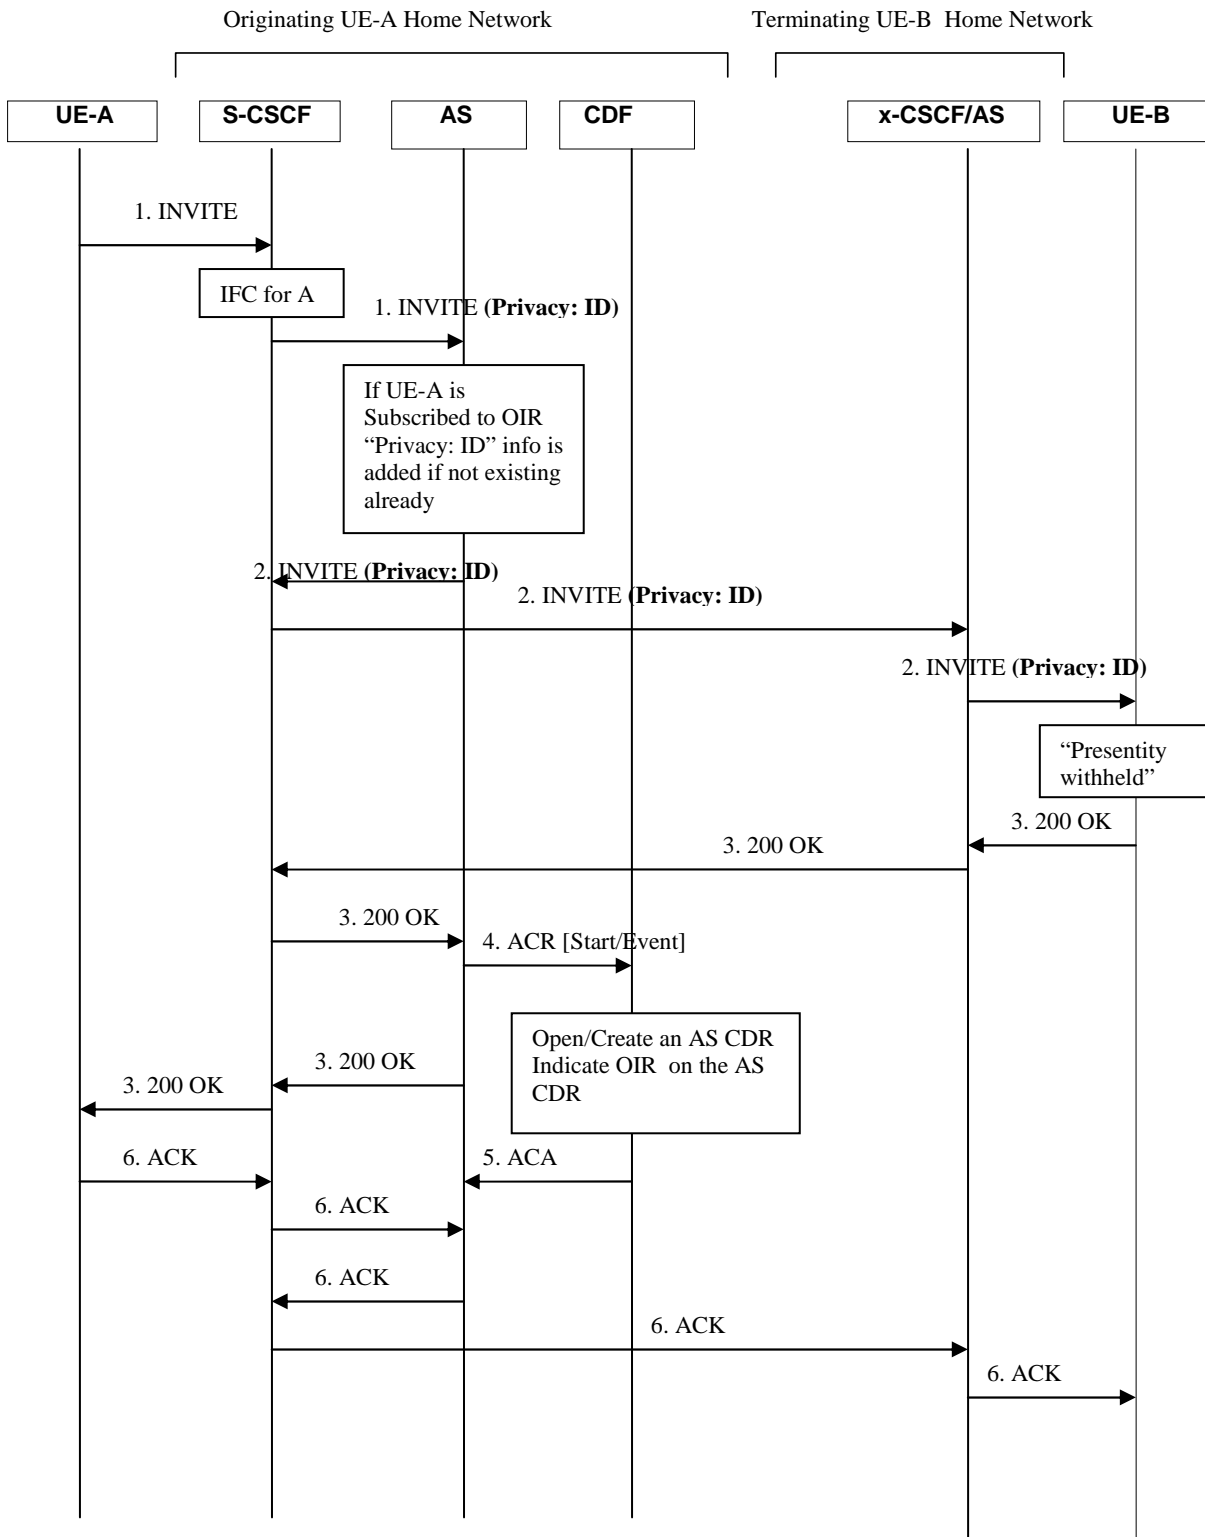 Originating UE-A Home Network
Terminating UE-B  Home Network
UE-A
S-CSCF
AS
CDF
x-CSCF/AS
UE-B
1. INVITE
IFC for A
1. INVITE (Privacy: ID)
If UE-A is
Subscribed to OIR
“Privacy: ID” info is
added if not existing
already
2. INVITE (Privacy: ID)
2. INVITE (Privacy: ID)
2. INVITE (Privacy: ID)
“Presentity
withheld”
3. 200 OK
3. 200 OK
3. 200 OK
4. ACR [Start/Event]
Open/Create an AS CDR
Indicate OIR  on the AS
CDR
3. 200 OK
3. 200 OK
6. ACK
5. ACA
6. ACK
6. ACK
6. ACK
6. ACK